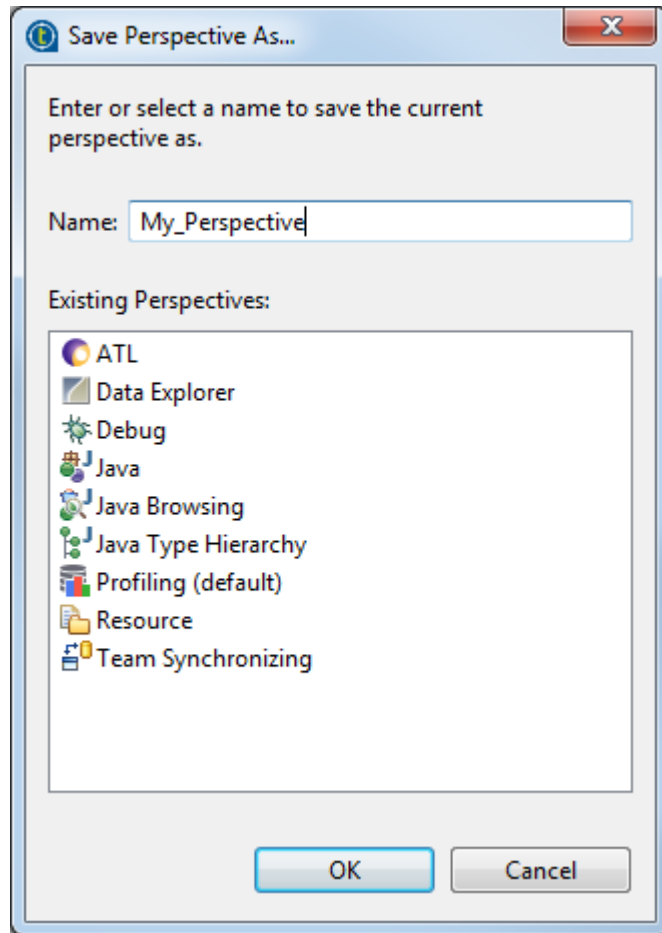 Save Perspective As...
Enter or select a name to save the current
perspective as.
Name: My_Perspective
Existing Perspectives:
ATL
Data Explorer
Debug
Java
Java Browsing
Java Type Hierarchy
Profiling (default)
Resource
Team Synchronizing
OK Cancel